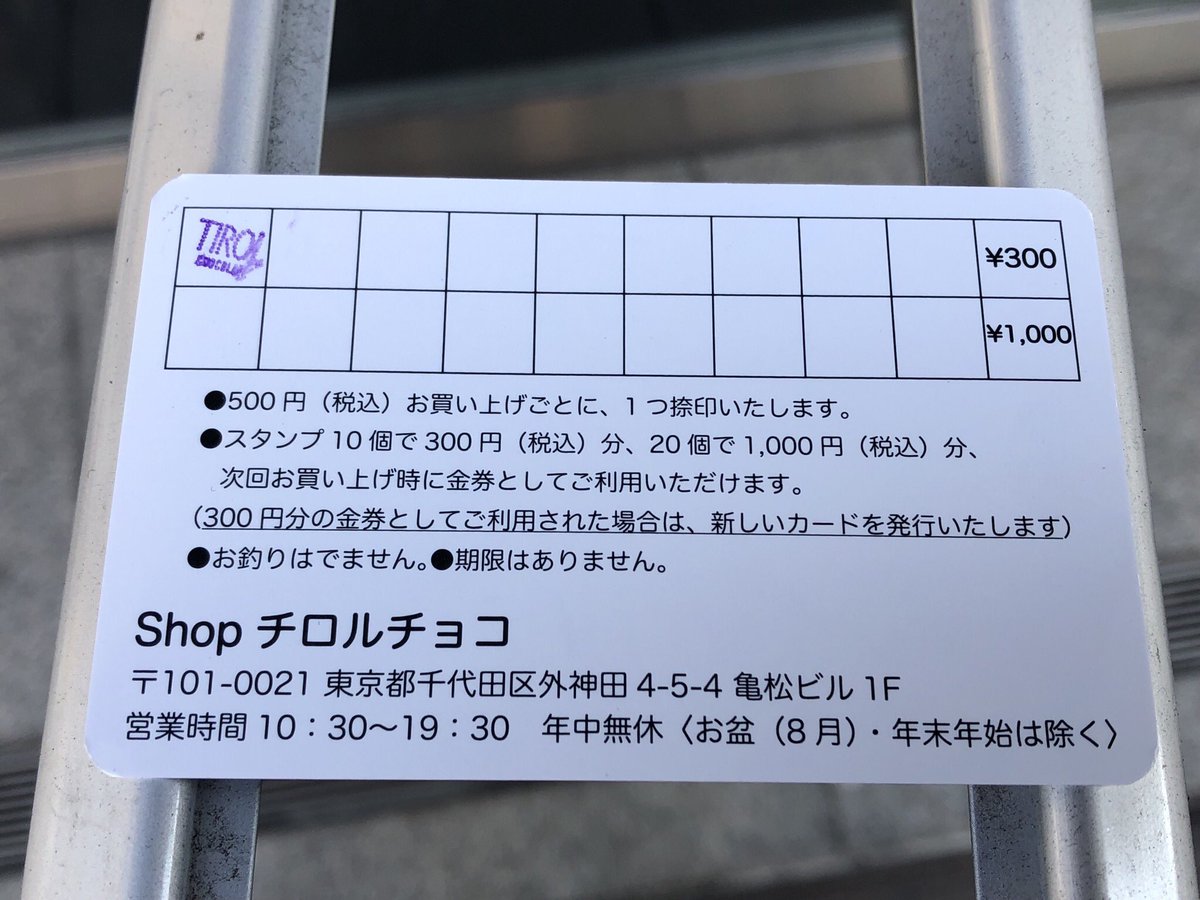 TIROL
CHOCOLATE
¥300
¥1,000
●500円（税込）お買い上げごとに、1つ捺印いたします。
●スタンプ10個で300円（税込）分、20個で1,000円（税込）分、
次回お買い上げ時に金券としてご利用いただけます。
（300円分の金券としてご利用された場合は、新しいカードを発行いたします）
●お釣りはでません。●期限はありません。
Shop チロルチョコ
〒101-0021 東京都千代田区外神田4-5-4 亀松ビル1F
営業時間10：30〜19：30　年中無休〈お盆（8月）・年末年始は除く〉